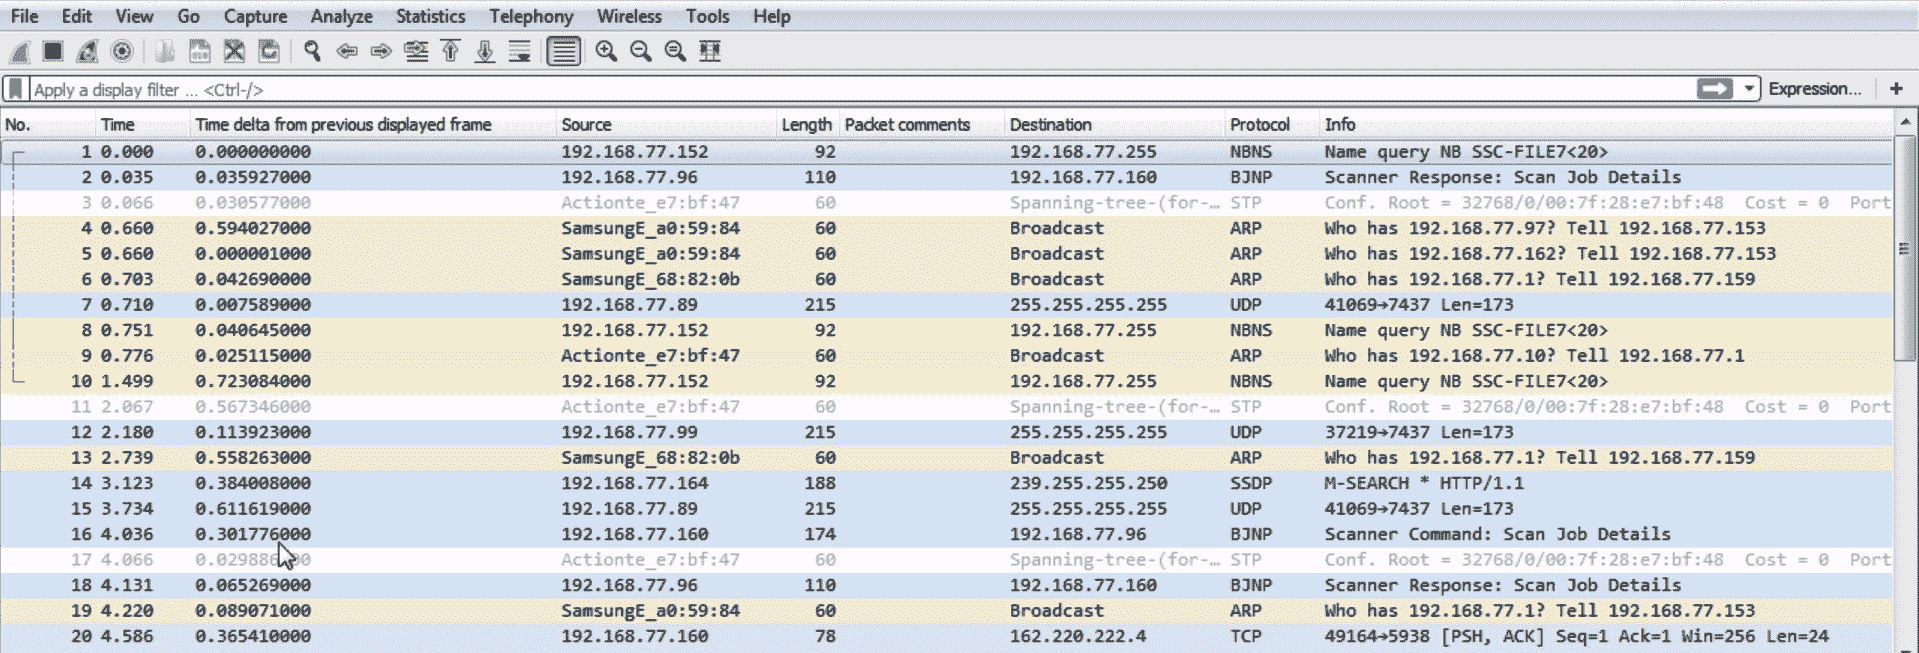 File Edit View Go Capture Analyze Statistics Telephony Wireless Tools Help
Apply a display filter ... <Ctrl-/> Expression... +
No. Time Time delta from previous displayed frame Source Length Packet comments Destination Protocol Info
1 0.000 0.000000000 192.168.77.152 92 192.168.77.255 NBNS Name query NB SSC-FILE7<20>
2 0.035 0.035927000 192.168.77.96 110 192.168.77.160 BJNP Scanner Response: Scan Job Details
3 0.066 0.030577000 Actionte_e7:bf:47 60 Spanning-tree-(for-… STP Conf. Root = 32768/0/00:7f:28:e7:bf:48 Cost = 0 Port
4 0.660 0.594027000 SamsungE_a0:59:84 60 Broadcast ARP Who has 192.168.77.97? Tell 192.168.77.153
5 0.660 0.000001000 SamsungE_a0:59:84 60 Broadcast ARP Who has 192.168.77.162? Tell 192.168.77.153
6 0.703 0.042690000 SamsungE_68:82:0b 60 Broadcast ARP Who has 192.168.77.1? Tell 192.168.77.159
7 0.710 0.007589000 192.168.77.89 215 255.255.255.255 UDP 41069→7437 Len=173
8 0.751 0.040645000 192.168.77.152 92 192.168.77.255 NBNS Name query NB SSC-FILE7<20>
9 0.776 0.025115000 Actionte_e7:bf:47 60 Broadcast ARP Who has 192.168.77.10? Tell 192.168.77.1
10 1.499 0.723084000 192.168.77.152 92 192.168.77.255 NBNS Name query NB SSC-FILE7<20>
11 2.067 0.567346000 Actionte_e7:bf:47 60 Spanning-tree-(for-… STP Conf. Root = 32768/0/00:7f:28:e7:bf:48 Cost = 0 Port
12 2.180 0.113923000 192.168.77.99 215 255.255.255.255 UDP 37219→7437 Len=173
13 2.739 0.558263000 SamsungE_68:82:0b 60 Broadcast ARP Who has 192.168.77.1? Tell 192.168.77.159
14 3.123 0.384008000 192.168.77.164 188 239.255.255.250 SSDP M-SEARCH * HTTP/1.1
15 3.734 0.611619000 192.168.77.89 215 255.255.255.255 UDP 41069→7437 Len=173
16 4.036 0.301776000 192.168.77.160 174 192.168.77.96 BJNP Scanner Command: Scan Job Details
17 4.066 Actionte_e7:bf:47 60 Spanning-tree-(for-… STP Conf. Root = 32768/0/00:7f:28:e7:bf:48 Cost = 0 Port
18 4.131 0.065269000 192.168.77.96 110 192.168.77.160 BJNP Scanner Response: Scan Job Details
19 4.220 0.089071000 SamsungE_a0:59:84 60 Broadcast ARP Who has 192.168.77.1? Tell 192.168.77.153
20 4.586 0.365410000 192.168.77.160 78 162.220.222.4 TCP 49164→5938 [PSH, ACK] Seq=1 Ack=1 Win=256 Len=24